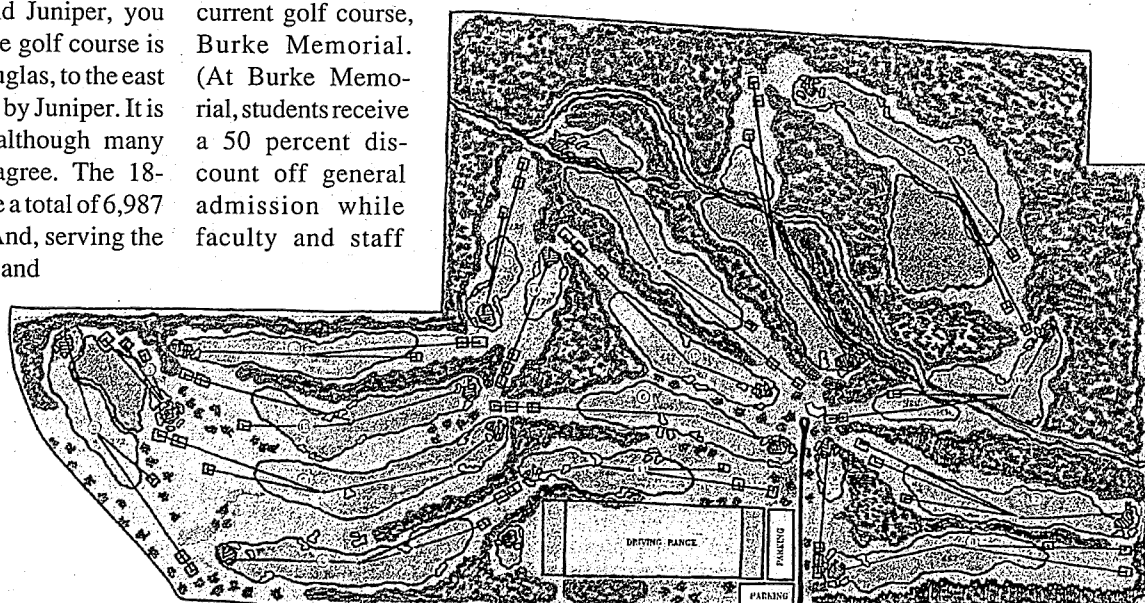 d Juniper, you
e golf course is
uglas, to the east
by Juniper. It is
although many
agree. The 18-
e a total of 6,987
And, serving the
and
current golf course,
Burke Memorial.
(At Burke Memo-
rial, students receive
a 50 percent dis-
count off general
admission while
faculty and staff
DRIVING RANGE
PARKING
PARKING